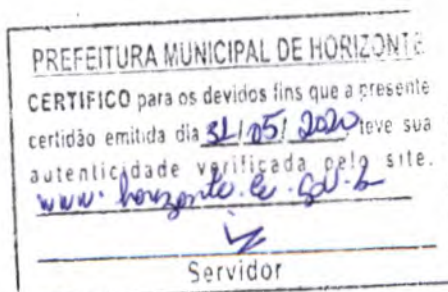 PREFEITURA MUNICIPAL DE HORIZONTE
CERTIFICO para os devidos fins que a presente
certidão emitida dia 31/05/2020 teve sua
autenticidade verificada pelo site.
www.horizonte.ce.gov.b
Servidor